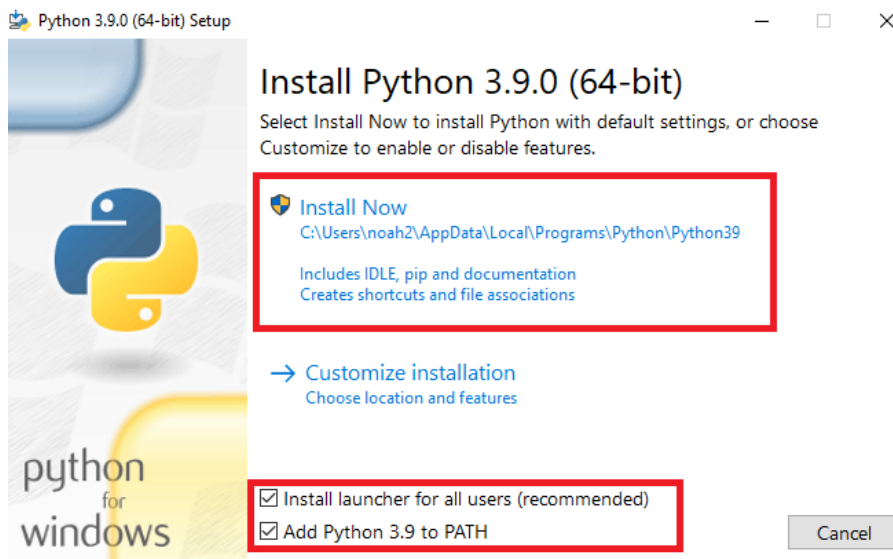 Python 3.9.0 (64-bit) Setup
Install Python 3.9.0 (64-bit)
Select Install Now to install Python with default settings, or choose
Customize to enable or disable features.
Install Now
C:\Users\noah2\AppData\Local\Programs\Python\Python39
Includes IDLE, pip and documentation
Creates shortcuts and file associations
Customize installation
Choose location and features
python
for
windows
Install launcher for all users (recommended)
Add Python 3.9 to PATH
Cancel